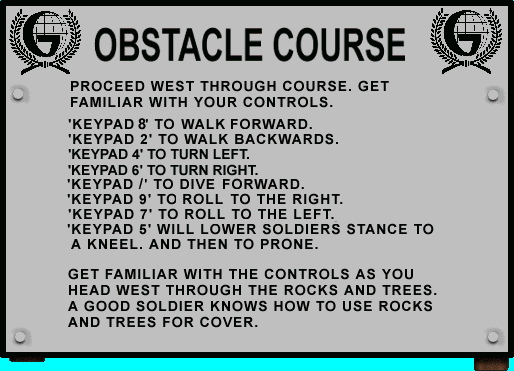 G
G
OBSTACLE COURSE
PROCEED WEST THROUGH COURSE. GET
FAMILIAR WITH YOUR CONTROLS.
'KEYPAD 8' TO WALK FORWARD.
'KEYPAD 2' TO WALK BACKWARDS.
'KEYPAD 4' TO TURN LEFT.
'KEYPAD 6' TO TURN RIGHT.
'KEYPAD /' TO DIVE FORWARD.
'KEYPAD 9' TO ROLL TO THE RIGHT.
'KEYPAD 7' TO ROLL TO THE LEFT.
'KEYPAD 5' WILL LOWER SOLDIERS STANCE TO
A KNEEL. AND THEN TO PRONE.
GET FAMILIAR WITH THE CONTROLS AS YOU
HEAD WEST THROUGH THE ROCKS AND TREES.
A GOOD SOLDIER KNOWS HOW TO USE ROCKS
AND TREES FOR COVER.